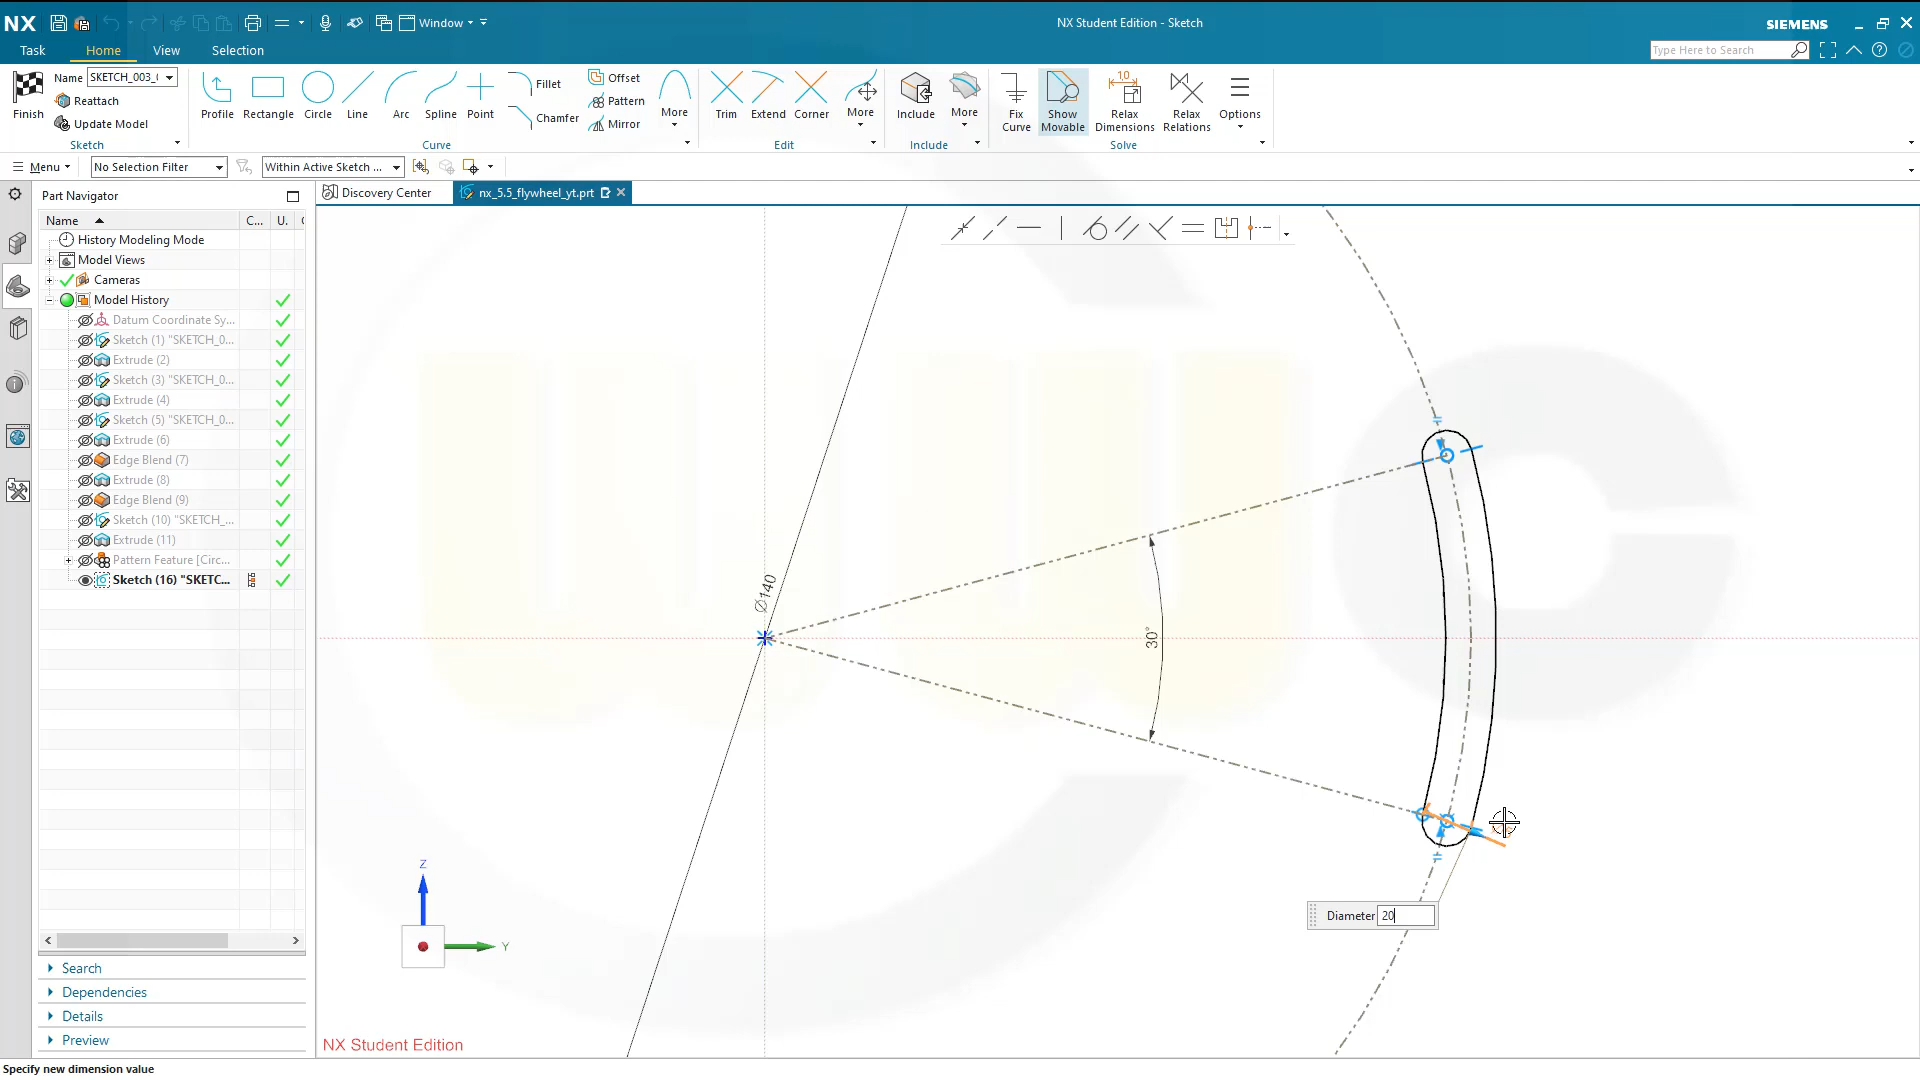 NX
Window
NX Student Edition - Sketch
SIEMENS
Task
Home
View
Selection
Type Here to Search
Finish
Name
SKETCH_003_(
Reattach
Update Model
Sketch
Profile
Rectangle
Circle
Line
Arc
Spline
Point
Fillet
Chamfer
Offset
Pattern
Mirror
More
Curve
Trim
Extend
Corner
More
Edit
Include
More
Include
Fix Curve
Show Movable
Relax Dimensions
Relax Relations
Options
Solve
Menu
No Selection Filter
Within Active Sketch ...
Part Navigator
Discovery Center
nx_5.5_flywheel_yt.prt
Name
C...
U.
History Modeling Mode
Model Views
Cameras
Model History
Datum Coordinate Sy...
Sketch (1) "SKETCH_0...
Extrude (2)
Sketch (3) "SKETCH_0...
Extrude (4)
Sketch (5) "SKETCH_0...
Extrude (6)
Edge Blend (7)
Extrude (8)
Edge Blend (9)
Sketch (10) "SKETCH_...
Extrude (11)
Pattern Feature [Circ...
Sketch (16) "SKETC...
Search
Dependencies
Details
Preview
Ø140
30°
Diameter 20
Z
Y
NX Student Edition
Specify new dimension value